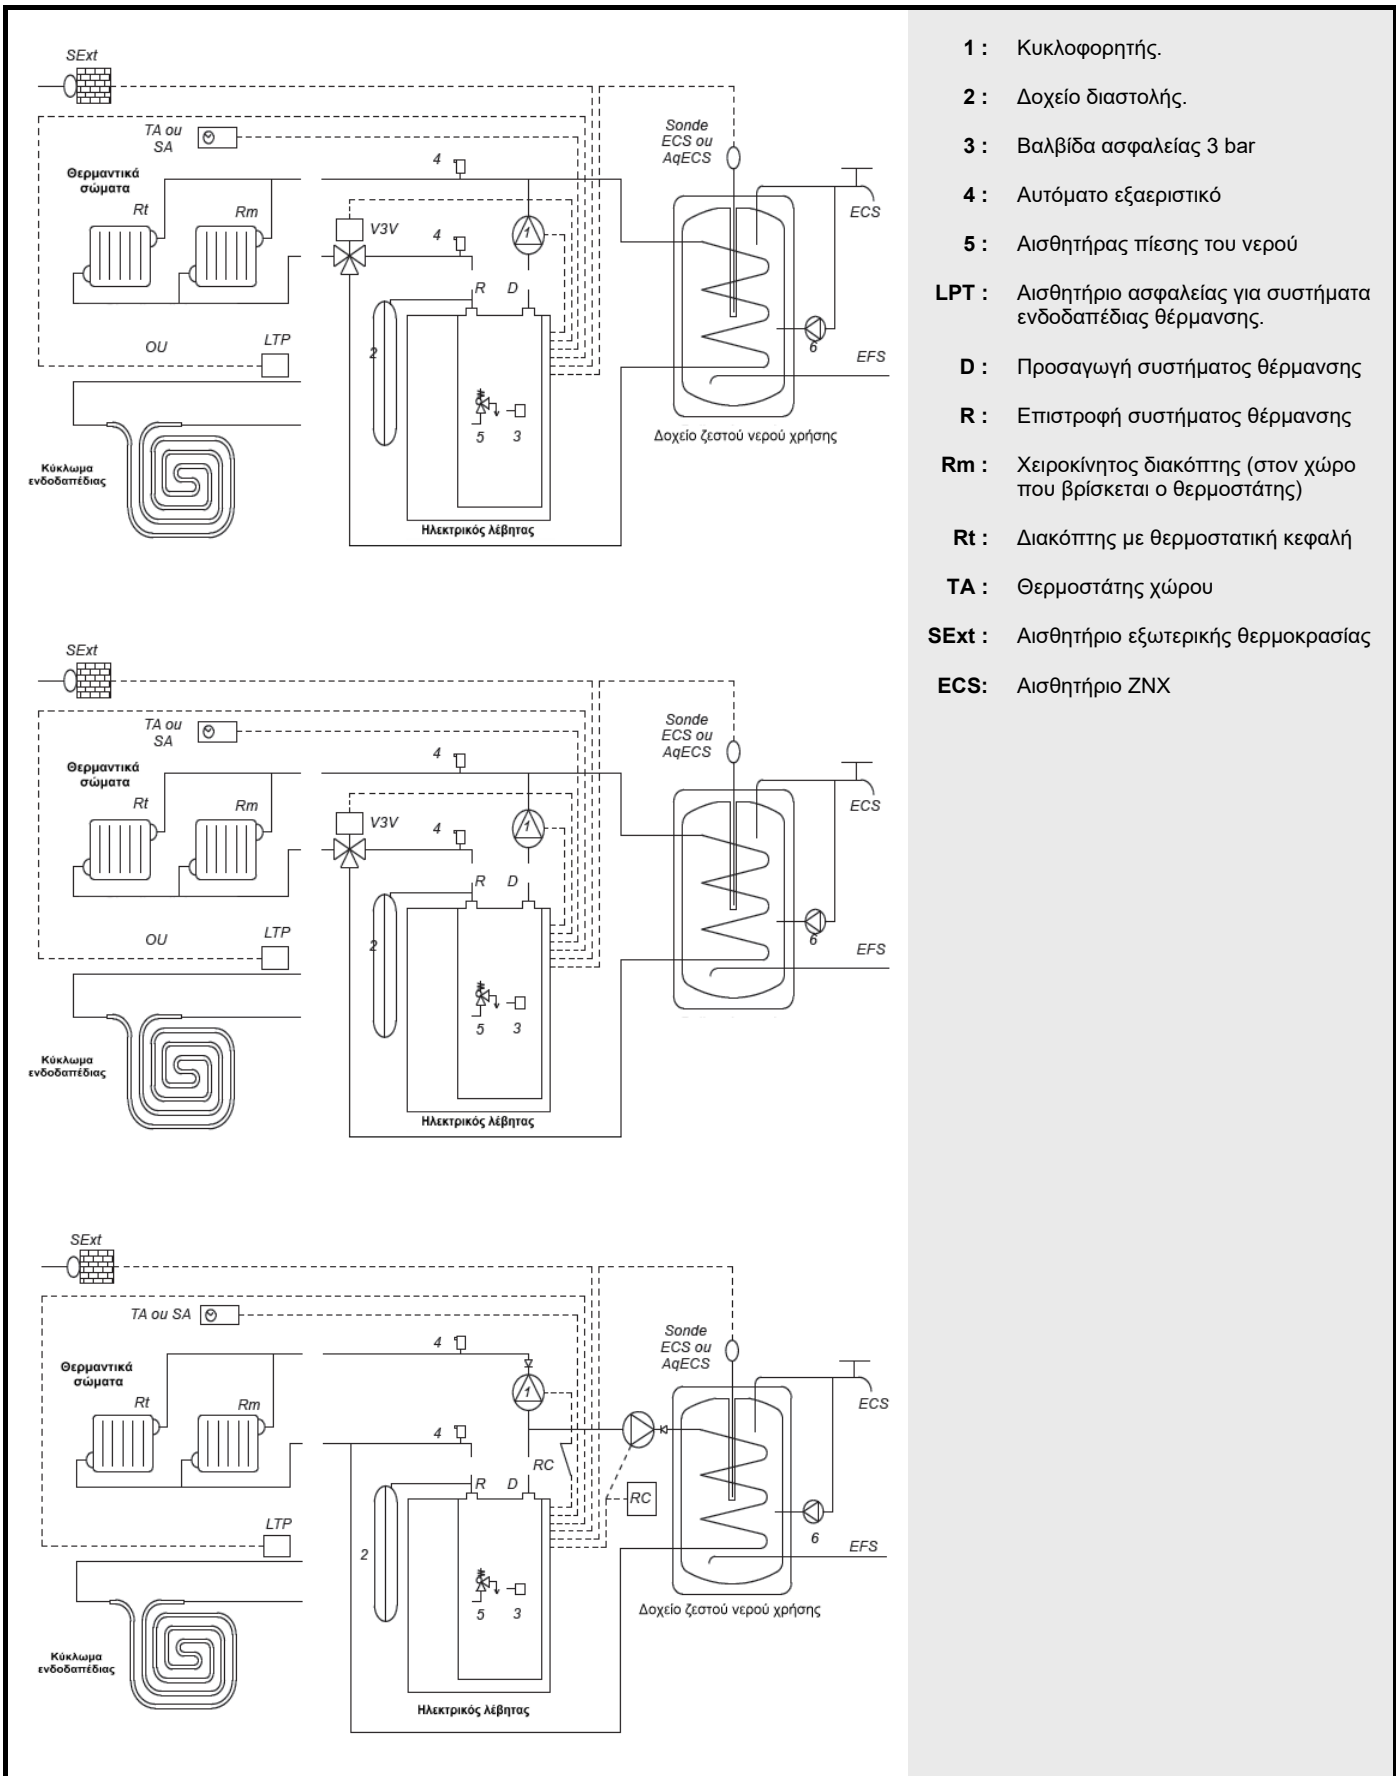 SExt
TA ou
SA
Θερμαντικά
σώματα
Rt
Rm
4
V3V
4
1
R
D
Sonde
ECS ou
AqECS
ECS
6
EFS
OU
LTP
2
5
3
Κύκλωμα
ενδοδαπέδιας
Ηλεκτρικός λέβητας
Δοχείο ζεστού νερού χρήσης
SExt
TA ou
SA
Θερμαντικά
σώματα
Rt
Rm
4
V3V
4
1
R
D
Sonde
ECS ou
AqECS
ECS
6
EFS
OU
LTP
2
5
3
Κύκλωμα
ενδοδαπέδιας
Ηλεκτρικός λέβητας
SExt
TA ou SA
Θερμαντικά
σώματα
Rt
Rm
4
4
1
RC
RC
R
D
Sonde
ECS ou
AqECS
ECS
6
EFS
LTP
2
5
3
Κύκλωμα
ενδοδαπέδιας
Ηλεκτρικός λέβητας
Δοχείο ζεστού νερού χρήσης
1 : Κυκλοφορητής.
2 : Δοχείο διαστολής.
3 : Βαλβίδα ασφαλείας 3 bar
4 : Αυτόματο εξαεριστικό
5 : Αισθητήρας πίεσης του νερού
LPT : Αισθητήριο ασφαλείας για συστήματα
ενδοδαπέδιας θέρμανσης.
D : Προσαγωγή συστήματος θέρμανσης
R : Επιστροφή συστήματος θέρμανσης
Rm : Χειροκίνητος διακόπτης (στον χώρο
που βρίσκεται ο θερμοστάτης)
Rt : Διακόπτης με θερμοστατική κεφαλή
TA : Θερμοστάτης χώρου
SExt : Αισθητήριο εξωτερικής θερμοκρασίας
ECS: Αισθητήριο ΖΝΧ